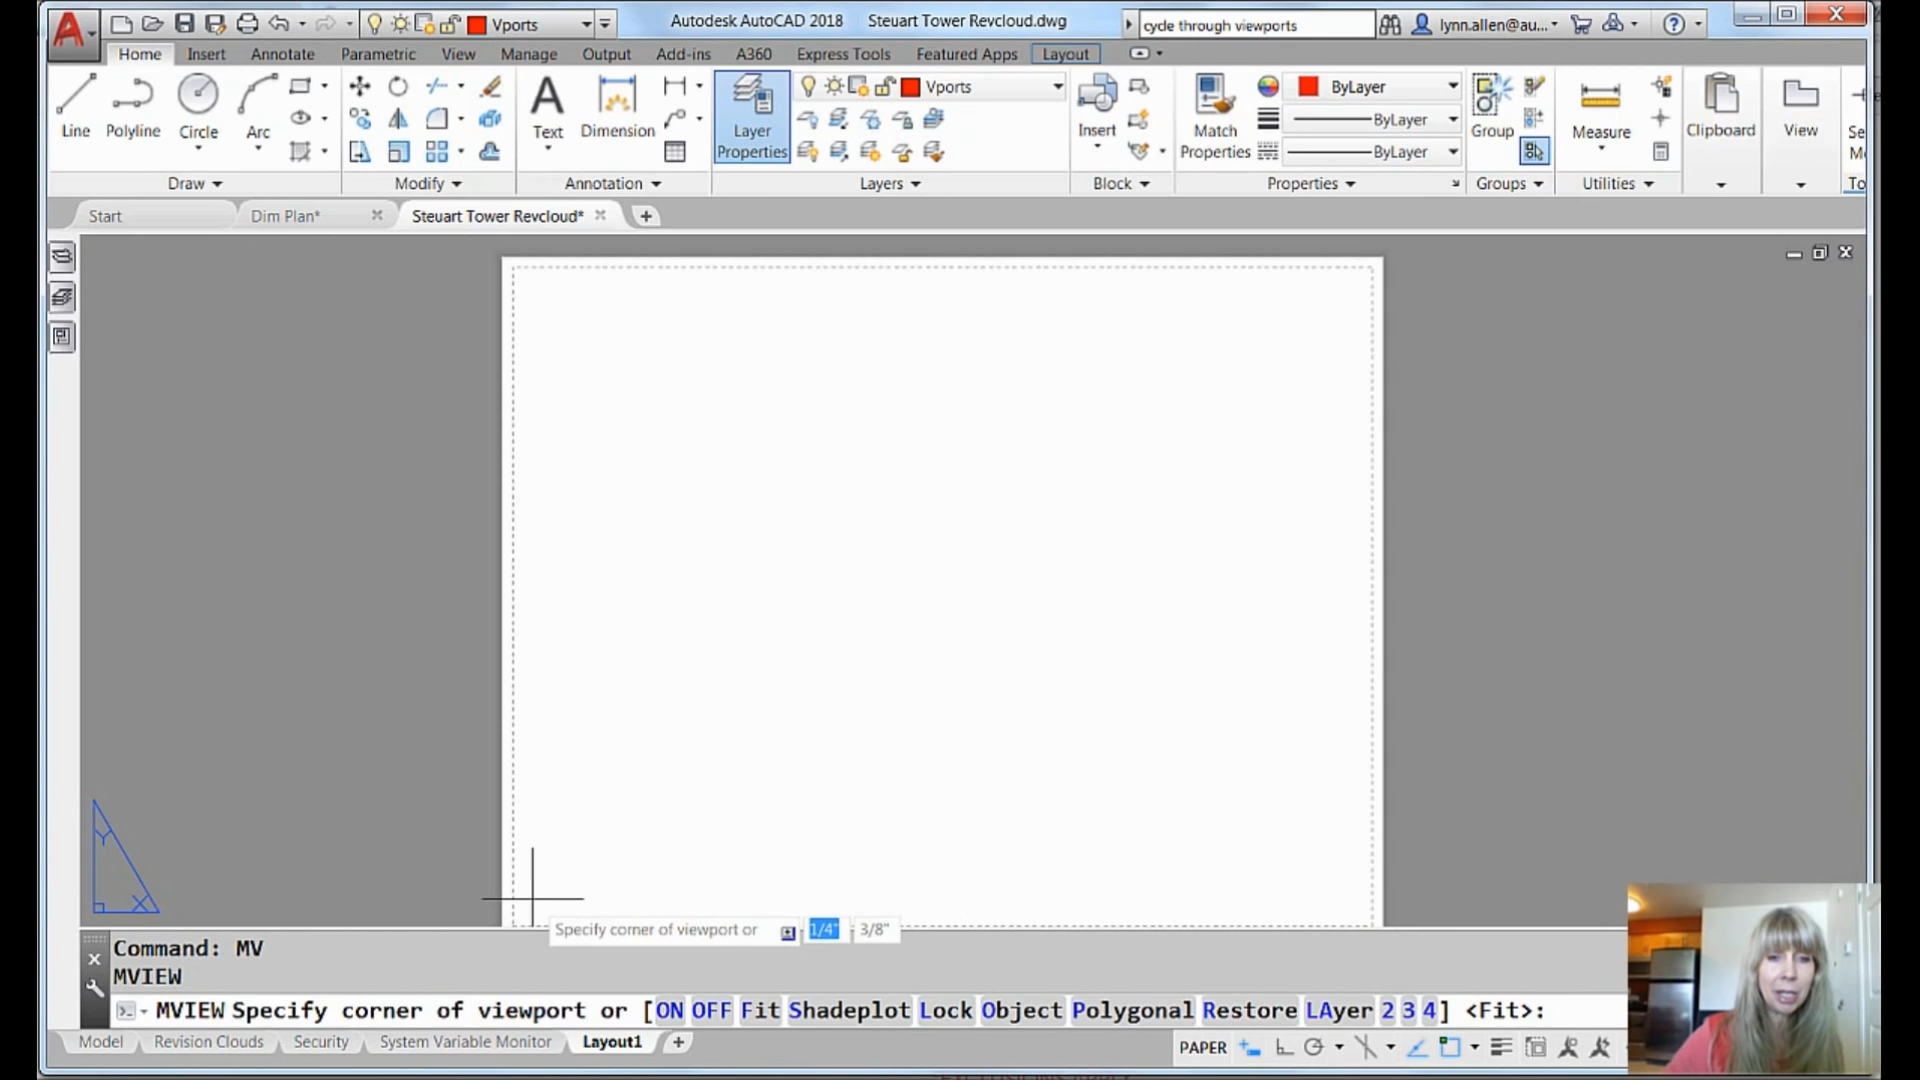 Vports
Autodesk AutoCAD 2018 Steuart Tower Revcloud.dwg
cycle through viewports
lynn.allen@au...
Home Insert Annotate Parametric View Manage Output Add-ins A360 Express Tools Featured Apps Layout
Line Polyline Circle Arc
Text Dimension
Layer Properties
Vports
Insert
Match Properties
ByLayer
ByLayer
ByLayer
Group
Measure
Clipboard
View
Draw Modify Annotation Layers Block Properties Groups Utilities
Start Dim Plan* Steuart Tower Revcloud*
Y
X
Specify corner of viewport or 1/4" 3/8"
Command: MV
MVIEW
MVIEW Specify corner of viewport or [ON OFF Fit Shadeplot Lock Object Polygonal Restore LAyer 2 3 4] <Fit>:
Model Revision Clouds Security System Variable Monitor Layout1
PAPER